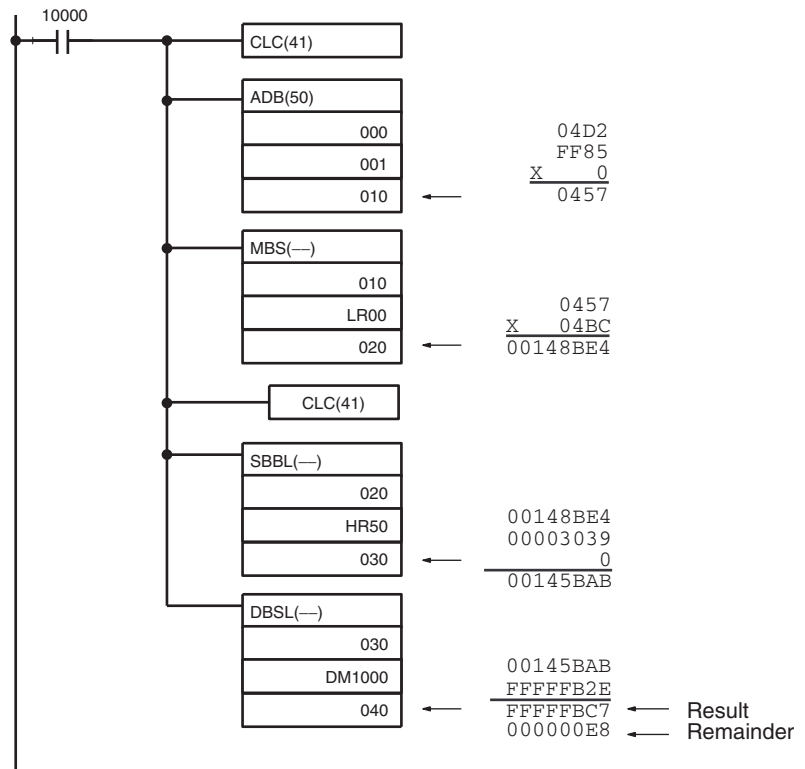 10000
CLC(41)
ADB(50)
000
001
010
04D2
FF85
X 0
0457
MBS(––)
010
LR00
020
0457
X 04BC
00148BE4
CLC(41)
SBBL(––)
020
HR50
030
00148BE4
00003039
0
00145BAB
DBSL(––)
030
DM1000
040
00145BAB
FFFFFB2E
FFFFFBC7 Result
000000E8 Remainder